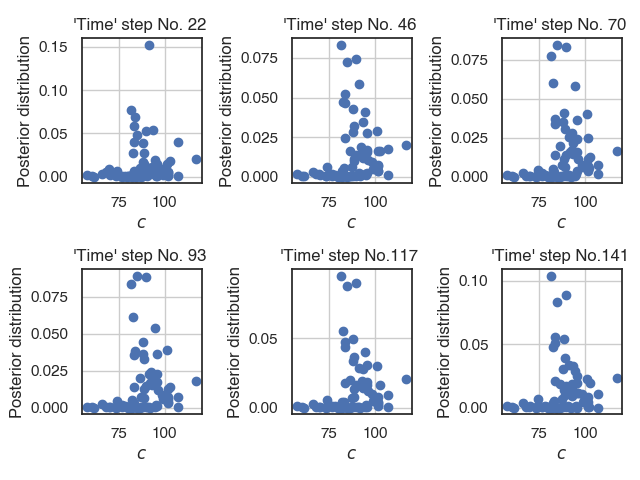 'Time' step No. 22
'Time' step No. 46
'Time' step No. 70
Posterior distribution
0.15
0.10
0.05
0.00
75
100
c
Posterior distribution
0.075
0.050
0.025
0.000
75
100
c
Posterior distribution
0.075
0.050
0.025
0.000
75
100
c
'Time' step No. 93
'Time' step No.117
'Time' step No.141
Posterior distribution
0.075
0.050
0.025
0.000
75
100
c
Posterior distribution
0.05
0.00
75
100
c
Posterior distribution
0.10
0.05
0.00
75
100
c